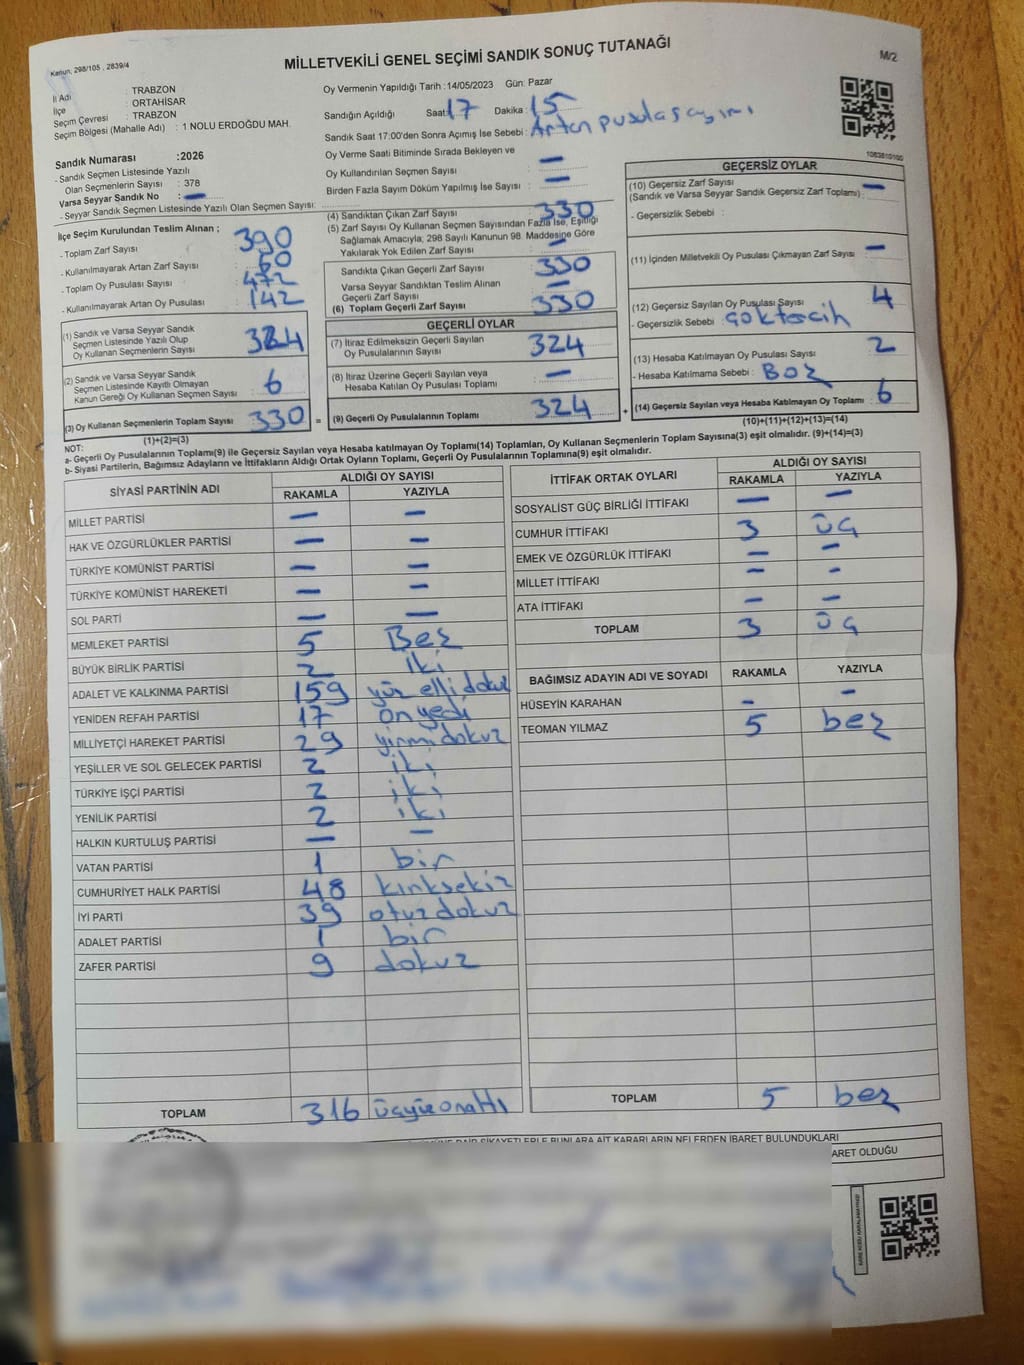 Kanun, 298/105 , 2839/4
MİLLETVEKİLİ GENEL SEÇİMİ SANDIK SONUÇ TUTANAĞI
M/2
İl Adı : TRABZON
İlçe : ORTAHİSAR
Seçim Çevresi : TRABZON
Seçim Bölgesi (Mahalle Adı) : 1 NOLU ERDOĞDU MAH.
Oy Vermenin Yapıldığı Tarih :14/05/2023 Gün: Pazar
Sandığın Açıldığı Saat: 17 Dakika : 15
Sandık Saat 17:00'den Sonra Açımış İse Sebebi : Artan pusula sayımı
Oy Verme Saati Bitiminde Sırada Bekleyen ve
Oy Kullandırılan Seçmen Sayısı —
Birden Fazla Sayım Döküm Yapılmış İse Sayısı —
1083810100
Sandık Numarası :2026
- Sandık Seçmen Listesinde Yazılı
Olan Seçmenlerin Sayısı : 378
Varsa Seyyar Sandık No : —
- Seyyar Sandık Seçmen Listesinde Yazılı Olan Seçmen Sayısı:
İlçe Seçim Kurulundan Teslim Alınan ;
- Toplam Zarf Sayısı : 390
- Kullanılmayarak Artan Zarf Sayısı : 60
- Toplam Oy Pusulası Sayısı : 472
- Kullanılmayarak Artan Oy Pusulası : 142
(1) Sandık ve Varsa Seyyar Sandık
Seçmen Listesinde Yazılı Olup
Oy Kullanan Seçmenlerin Sayısı 324
(2) Sandık ve Varsa Seyyar Sandık
Seçmen Listesinde Kayıtlı Olmayan
Kanun Gereği Oy Kullanan Seçmen Sayısı 6
(3) Oy Kullanan Seçmenlerin Toplam Sayısı 330 =
(1)+(2)=(3)
(4) Sandıktan Çıkan Zarf Sayısı 330
(5) Zarf Sayısı Oy Kullanan Seçmen Sayısından Fazla İse, Eşitliği
Sağlamak Amacıyla, 298 Sayılı Kanunun 98. Maddesine Göre
Yakılarak Yok Edilen Zarf Sayısı —
Sandıkta Çıkan Geçerli Zarf Sayısı 330
Varsa Seyyar Sandıktan Teslim Alınan
Geçerli Zarf Sayısı —
(6) Toplam Geçerli Zarf Sayısı 330
GEÇERLİ OYLAR
(7) İtiraz Edilmeksizin Geçerli Sayılan
Oy Pusulalarının Sayısı 324
(8) İtiraz Üzerine Geçerli Sayılan veya
Hesaba Katılan Oy Pusulası Toplamı —
(9) Geçerli Oy Pusulalarının Toplamı 324 +
GEÇERSİZ OYLAR
(10) Geçersiz Zarf Sayısı
(Sandık ve Varsa Seyyar Sandık Geçersiz Zarf Toplamı) : —
- Geçersizlik Sebebi :
(11) İçinden Milletvekili Oy Pusulası Çıkmayan Zarf Sayısı —
(12) Geçersiz Sayılan Oy Pusulası Sayısı 4
- Geçersizlik Sebebi : Çok tercih
(13) Hesaba Katılmayan Oy Pusulası Sayısı 2
- Hesaba Katılmama Sebebi : Boz
(14) Geçersiz Sayılan veya Hesaba Katılmayan Oy Toplamı 6
(10)+(11)+(12)+(13)=(14)
NOT:
a- Geçerli Oy Pusulalarının Toplamı(9) ile Geçersiz Sayılan veya Hesaba katılmayan Oy Toplamı(14) Toplamları, Oy Kullanan Seçmenlerin Toplam Sayısına(3) eşit olmalıdır. (9)+(14)=(3)
b- Siyasi Partilerin, Bağımsız Adayların ve İttifakların Aldığı Ortak Oyların Toplamı, Geçerli Oy Pusulalarının Toplamına(9) eşit olmalıdır.
SİYASİ PARTİNİN ADI ALDIĞI OY SAYISI
RAKAMLA YAZIYLA
MİLLET PARTİSİ — —
HAK VE ÖZGÜRLÜKLER PARTİSİ — —
TÜRKİYE KOMÜNİST PARTİSİ — —
TÜRKİYE KOMÜNİST HAREKETİ — —
SOL PARTİ — —
MEMLEKET PARTİSİ 5 Beş
BÜYÜK BİRLİK PARTİSİ 2 iki
ADALET VE KALKINMA PARTİSİ 159 yüz elli dokuz
YENİDEN REFAH PARTİSİ 17 on yedi
MİLLİYETÇİ HAREKET PARTİSİ 29 yirmi dokuz
YEŞİLLER VE SOL GELECEK PARTİSİ 2 iki
TÜRKİYE İŞÇİ PARTİSİ 2 iki
YENİLİK PARTİSİ 2 iki
HALKIN KURTULUŞ PARTİSİ — —
VATAN PARTİSİ 1 bir
CUMHURİYET HALK PARTİSİ 48 kırksekiz
İYİ PARTİ 39 otuz dokuz
ADALET PARTİSİ 1 bir
ZAFER PARTİSİ 9 dokuz
TOPLAM 316 üçyüz onaltı
İTTİFAK ORTAK OYLARI ALDIĞI OY SAYISI
RAKAMLA YAZIYLA
SOSYALİST GÜÇ BİRLİĞİ İTTİFAKI — —
CUMHUR İTTİFAKI 3 üç
EMEK VE ÖZGÜRLÜK İTTİFAKI — —
MİLLET İTTİFAKI — —
ATA İTTİFAKI — —
TOPLAM 3 üç
BAĞIMSIZ ADAYIN ADI VE SOYADI RAKAMLA YAZIYLA
HÜSEYİN KARAHAN — —
TEOMAN YILMAZ 5 beş
TOPLAM 5 beş
DAİR ŞİKAYETLERLE BUNLARA AİT KARARLARIN NELERDEN İBARET BULUNDUKLARI
ARET OLDUĞU